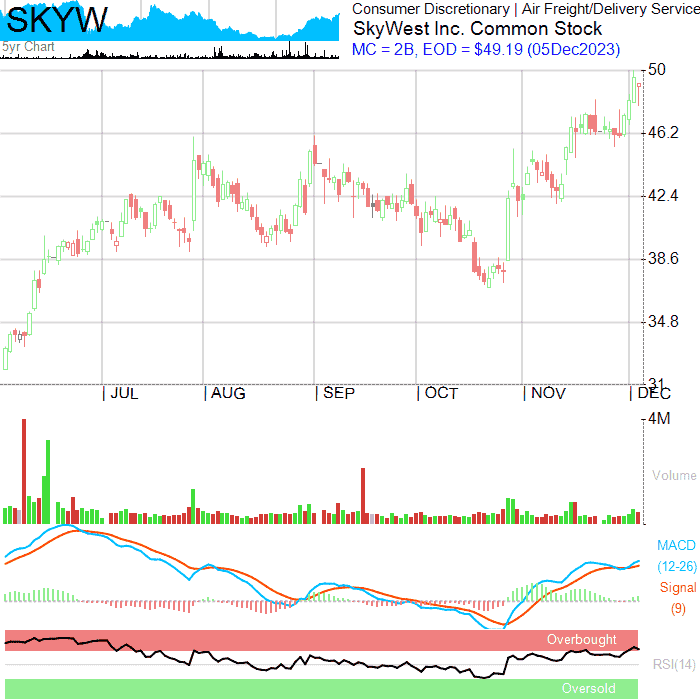 SKYW
5yr Chart
Consumer Discretionary | Air Freight/Delivery Service
SkyWest Inc. Common Stock
MC = 2B, EOD = $49.19 (05Dec2023)
50
46.2
42.4
38.6
34.8
31
| JUL | AUG | SEP | OCT | NOV | DEC
4M
Volume
MACD
(12-26)
Signal
(9)
Overbought
RSI(14)
Oversold